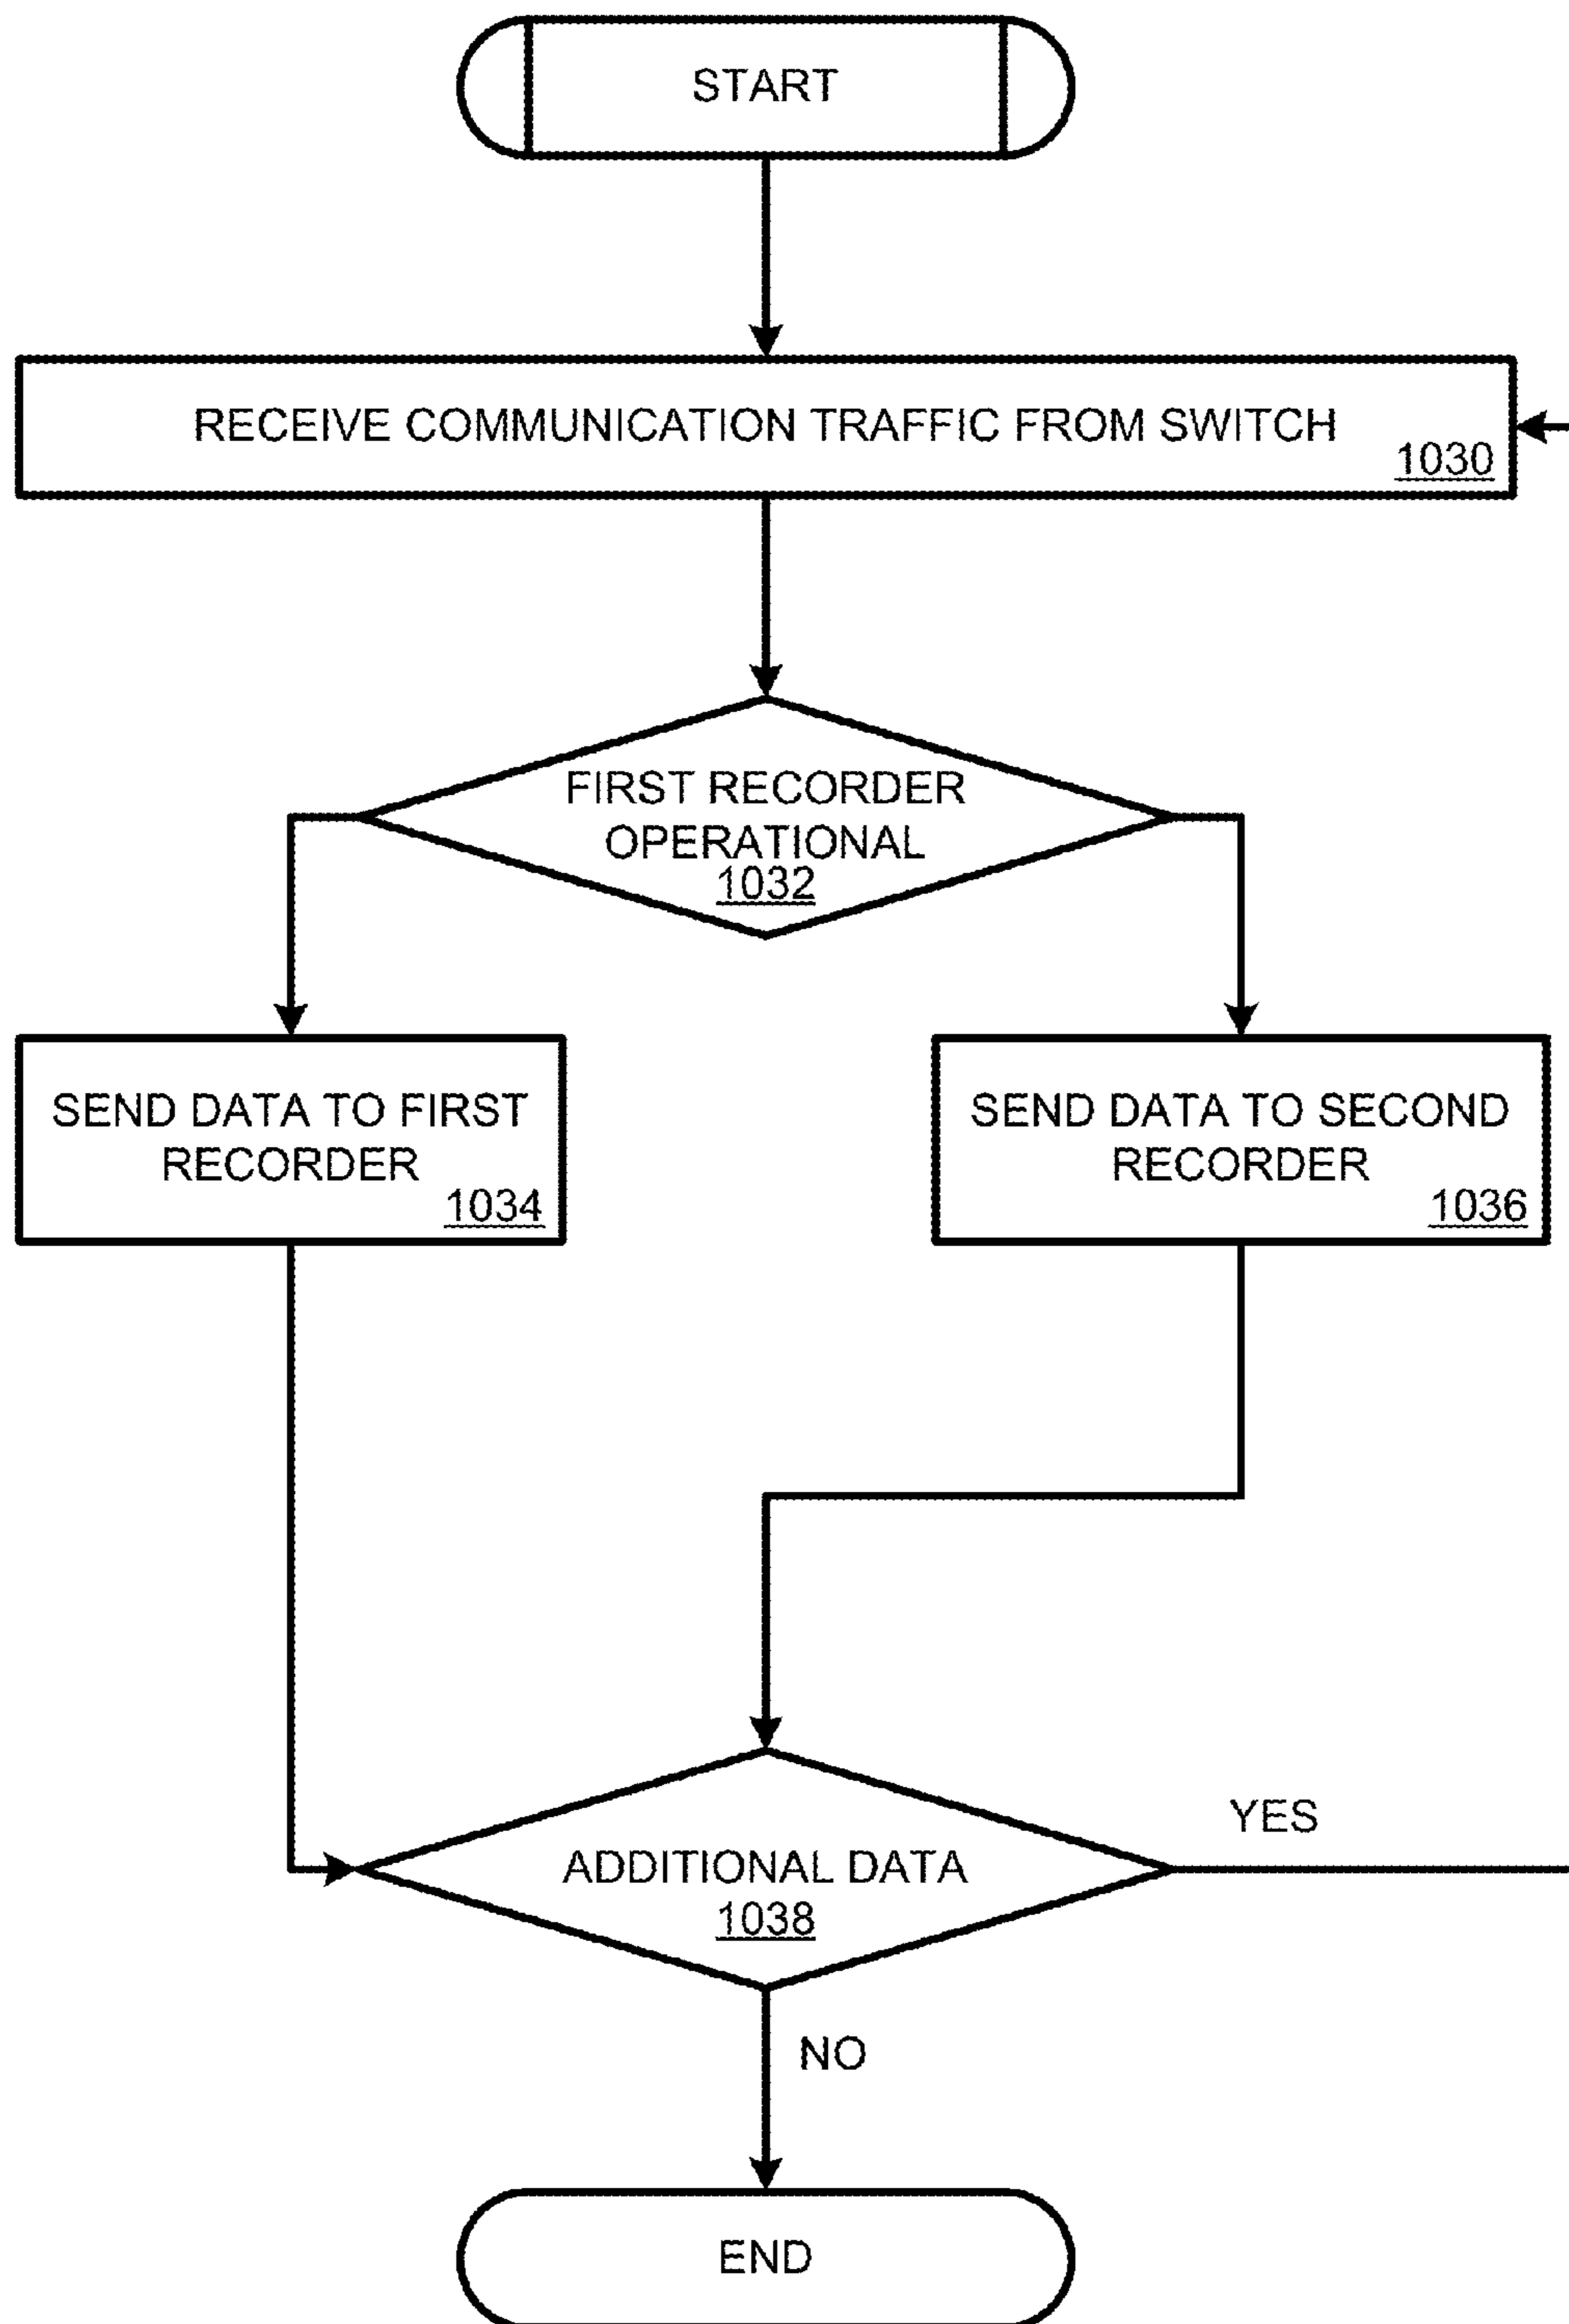 START
RECEIVE COMMUNICATION TRAFFIC FROM SWITCH
1030
FIRST RECORDER
OPERATIONAL
1032
SEND DATA TO FIRST
RECORDER
1034
SEND DATA TO SECOND
RECORDER
1036
YES
ADDITIONAL DATA
1038
NO
END